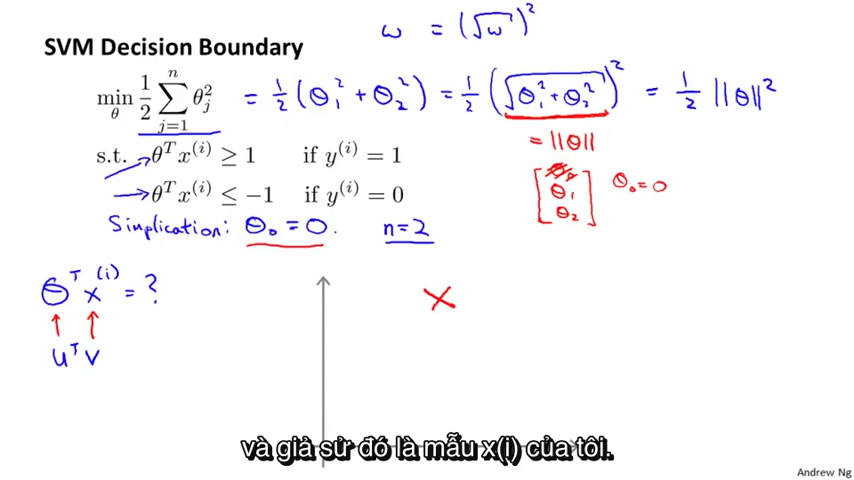 ω = (√ω)²
SVM Decision Boundary
min_θ 1/2 Σ_{j=1}^{n} θ_j² = 1/2 (θ₁² + θ₂²) = 1/2 (√(θ₁² + θ₂²))² = 1/2 ||θ||²
= ||θ||
s.t. θᵀx⁽ⁱ⁾ ≥ 1 if y⁽ⁱ⁾ = 1
θᵀx⁽ⁱ⁾ ≤ −1 if y⁽ⁱ⁾ = 0
[θ₁ θ₂] θ₀ = 0
Simplication: θ₀ = 0. n=2
θᵀx⁽ⁱ⁾ = ?
uᵀv
và giả sử đó là mẫu x(i) của tôi.
Andrew Ng